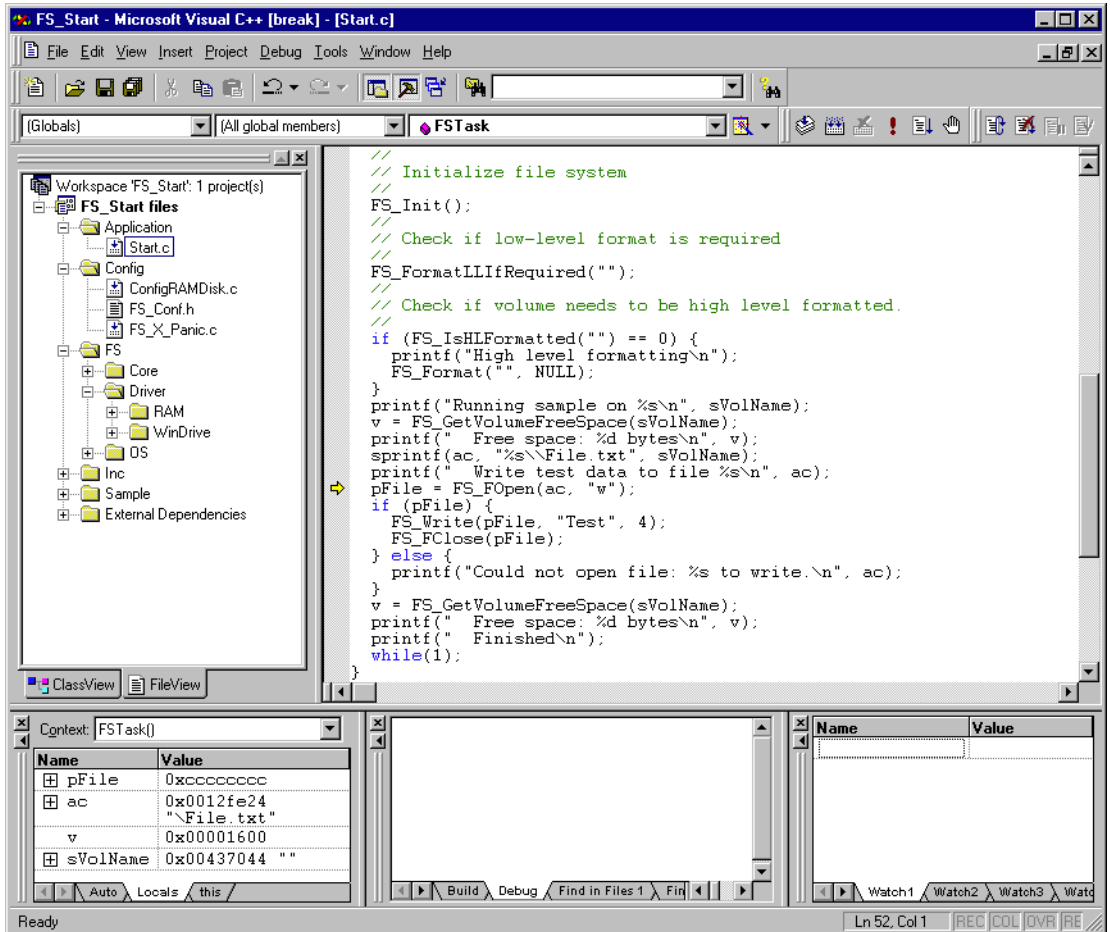 FS_Start - Microsoft Visual C++ [break] - [Start.c]
File Edit View Insert Project Debug Tools Window Help
(Globals) (All global members) FSTask
Workspace 'FS_Start': 1 project(s)
FS_Start files
Application
Start.c
Config
ConfigRAMDisk.c
FS_Conf.h
FS_X_Panic.c
FS
Core
Driver
RAM
WinDrive
OS
Inc
Sample
External Dependencies
ClassView FileView
//
// Initialize file system
//
FS_Init();
//
// Check if low-level format is required
//
FS_FormatLLIfRequired("");
//
// Check if volume needs to be high level formatted.
//
if (FS_IsHLFormatted("") == 0) {
printf("High level formatting\n");
FS_Format("", NULL);
}
printf("Running sample on %s\n", sVolName);
v = FS_GetVolumeFreeSpace(sVolName);
printf("  Free space: %d bytes\n", v);
sprintf(ac, "%s\\File.txt", sVolName);
printf("  Write test data to file %s\n", ac);
pFile = FS_FOpen(ac, "w");
if (pFile) {
FS_Write(pFile, "Test", 4);
FS_FClose(pFile);
} else {
printf("Could not open file: %s to write.\n", ac);
}
v = FS_GetVolumeFreeSpace(sVolName);
printf("  Free space: %d bytes\n", v);
printf("  Finished\n");
while(1);
}
Context: FSTask()
Name Value
pFile 0xcccccccc
ac 0x0012fe24
"\File.txt"
v 0x00001600
sVolName 0x00437044 ""
Auto Locals this
Build Debug Find in Files 1 Fin
Name Value
Watch1 Watch2 Watch3 Watc
Ready Ln 52, Col 1 REC COL OVR RE